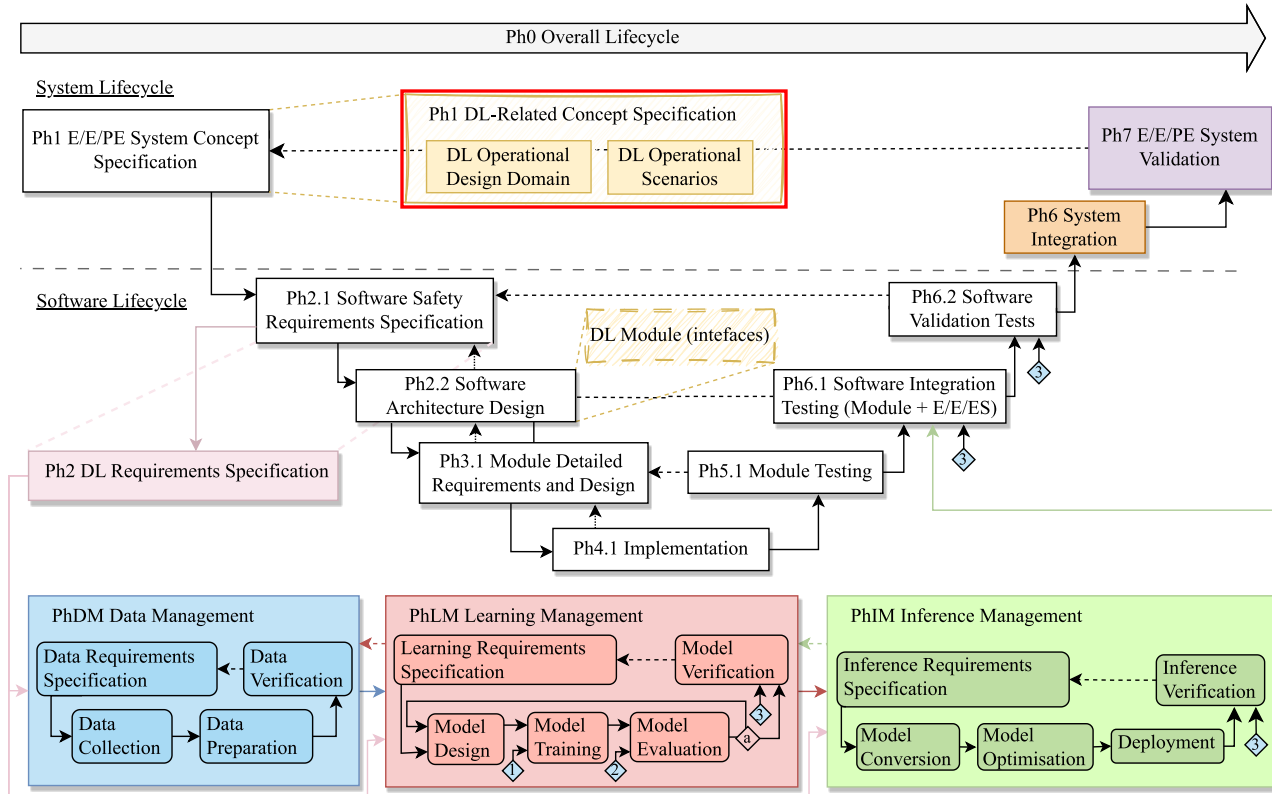 Ph0 Overall Lifecycle
System Lifecycle
Ph1 E/E/PE System Concept
Specification
Ph1 DL-Related Concept Specification
DL Operational
Design Domain
DL Operational
Scenarios
Ph7 E/E/PE System
Validation
Ph6 System
Integration
Software Lifecycle
Ph2.1 Software Safety
Requirements Specification
Ph6.2 Software
Validation Tests
DL Module (intefaces)
3
Ph2.2 Software
Architecture Design
Ph6.1 Software Integration
Testing (Module + E/E/ES)
3
Ph2 DL Requirements Specification
Ph3.1 Module Detailed
Requirements and Design
Ph5.1 Module Testing
Ph4.1 Implementation
PhDM Data Management
Data Requirements
Specification
Data
Verification
Data
Collection
Data
Preparation
PhLM Learning Management
Learning Requirements
Specification
Model
Verification
3
Model
Design
Model
Training
Model
Evaluation
a
1
2
PhIM Inference Management
Inference Requirements
Specification
Inference
Verification
Model
Conversion
Model
Optimisation
Deployment
3